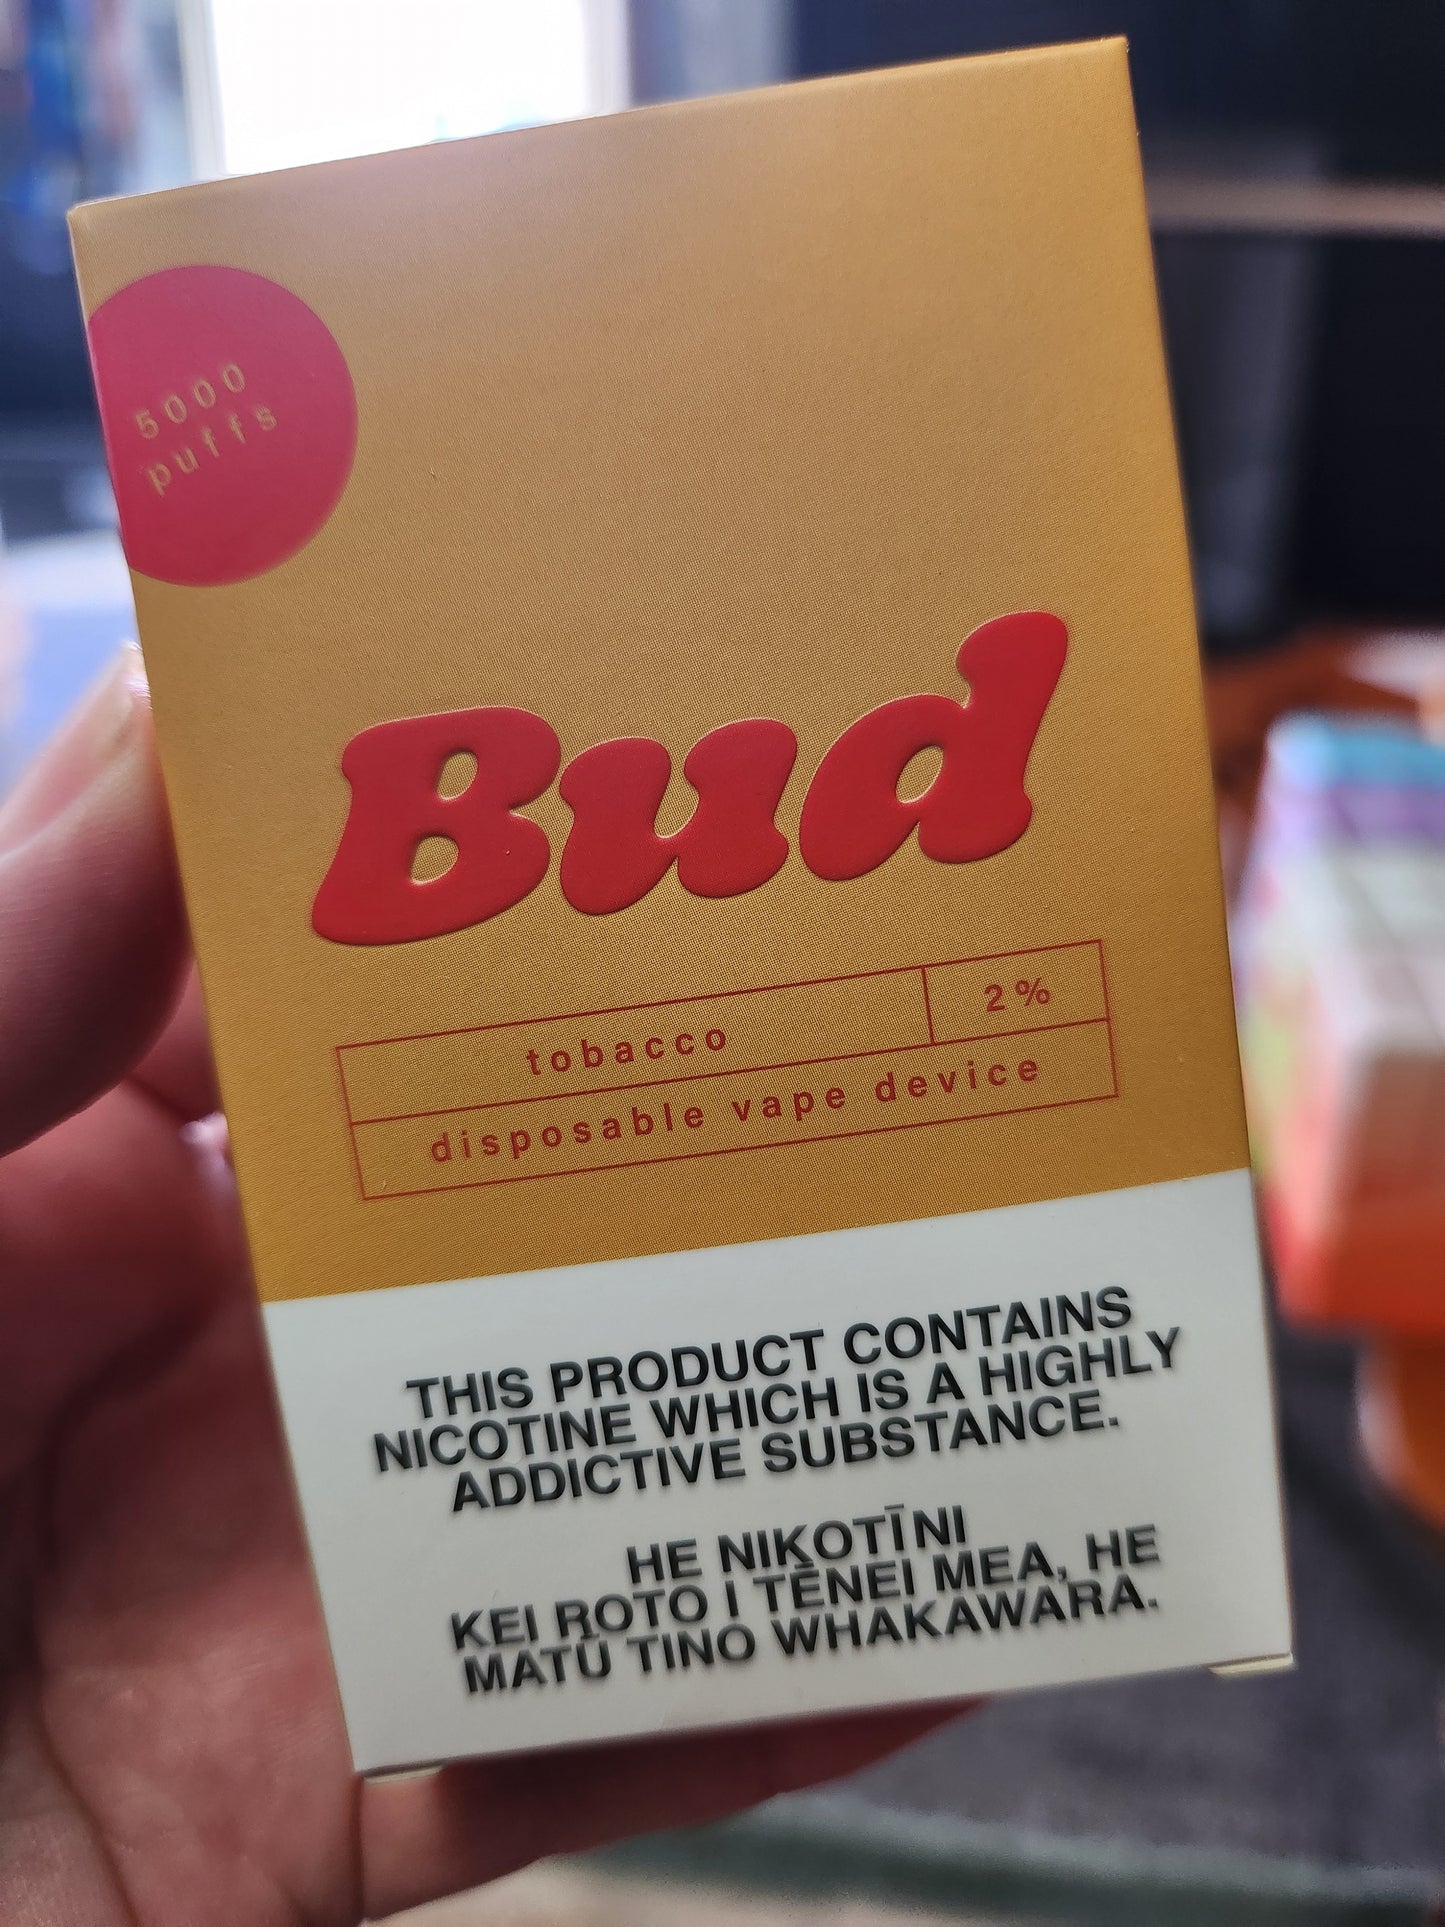 5000
puffs
Bud
tobacco 2%
disposable vape device
THIS PRODUCT CONTAINS
NICOTINE WHICH IS A HIGHLY
ADDICTIVE SUBSTANCE.
HE NIKOTĪNI
KEI ROTO I TĒNEI MEA, HE
MATŪ TINO WHAKAWARA.